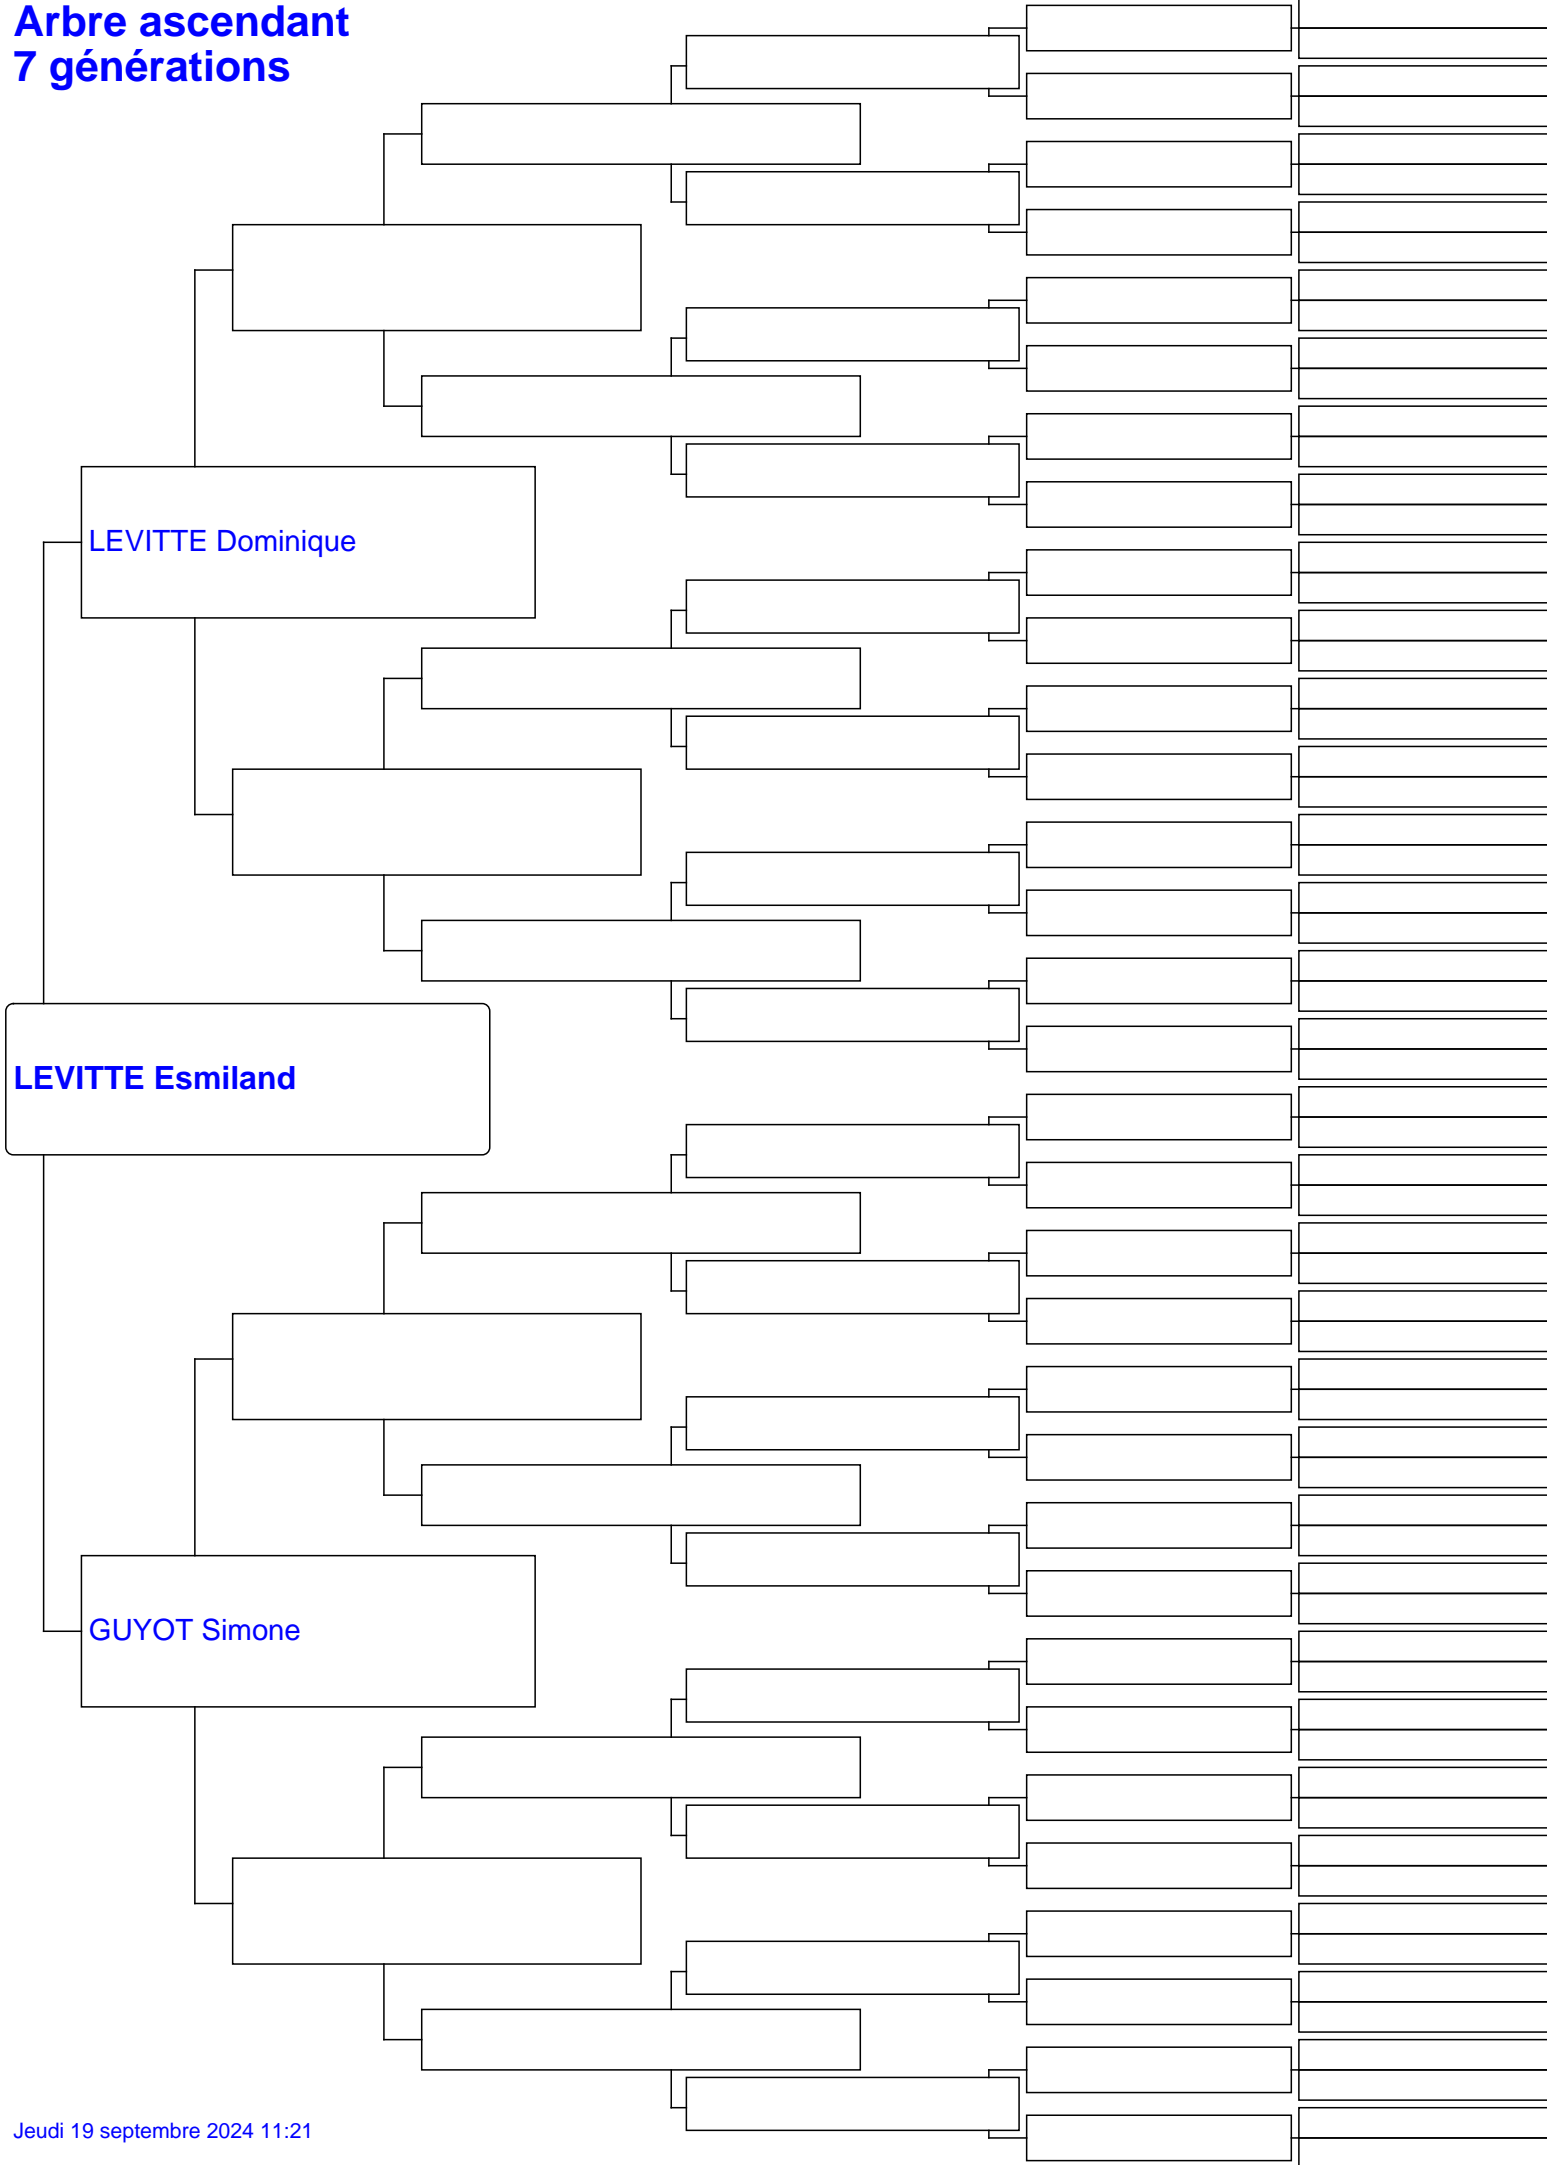 Arbre ascendant
7 générations
LEVITTE Dominique
LEVITTE Esmiland
GUYOT Simone
Jeudi 19 septembre 2024 11:21